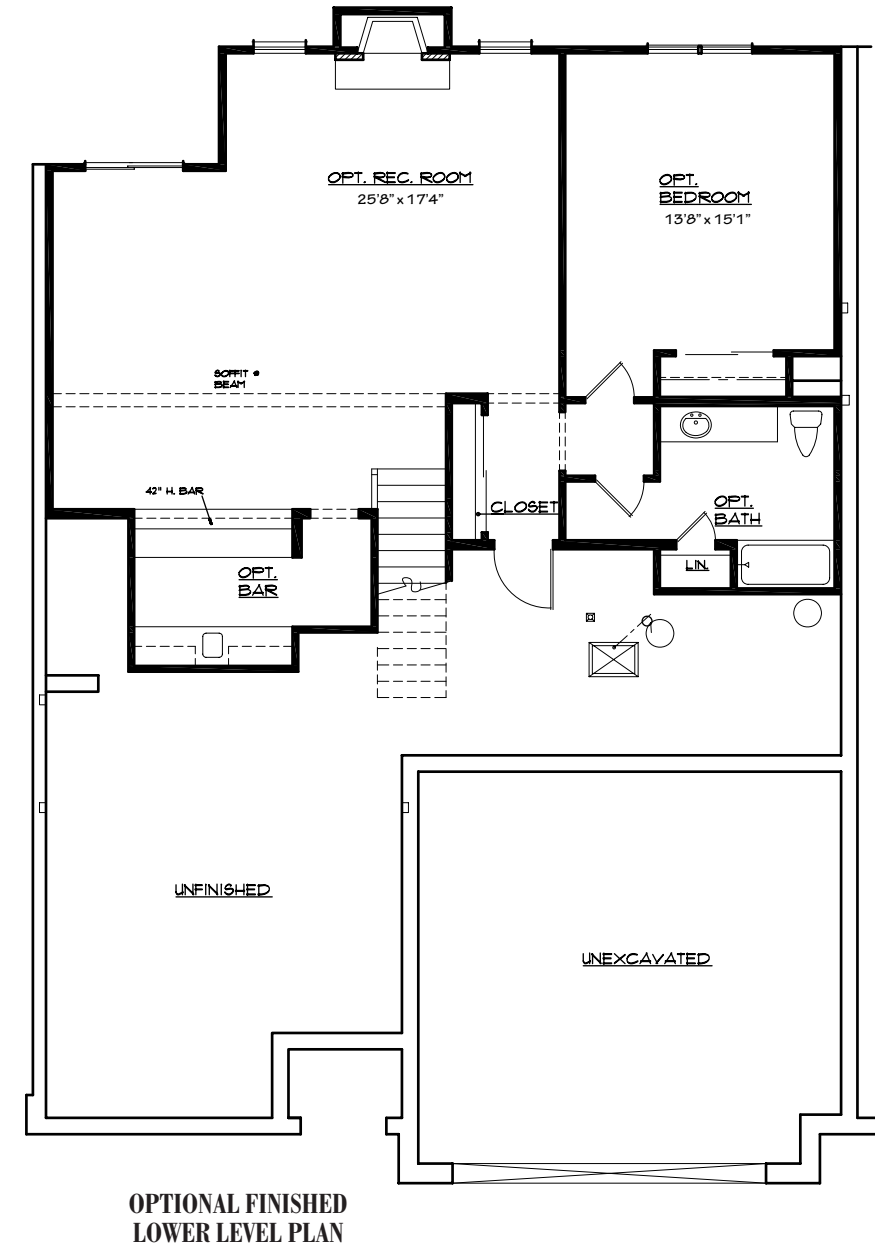 OPT. REC. ROOM
25'8" x 17'4"
OPT.
BEDROOM
13'8" x 15'1"
SOFFIT @
BEAM
42" H. BAR
CLOSET
OPT.
BATH
LIN.
OPT.
BAR
UNFINISHED
UNEXCAVATED
OPTIONAL FINISHED
LOWER LEVEL PLAN